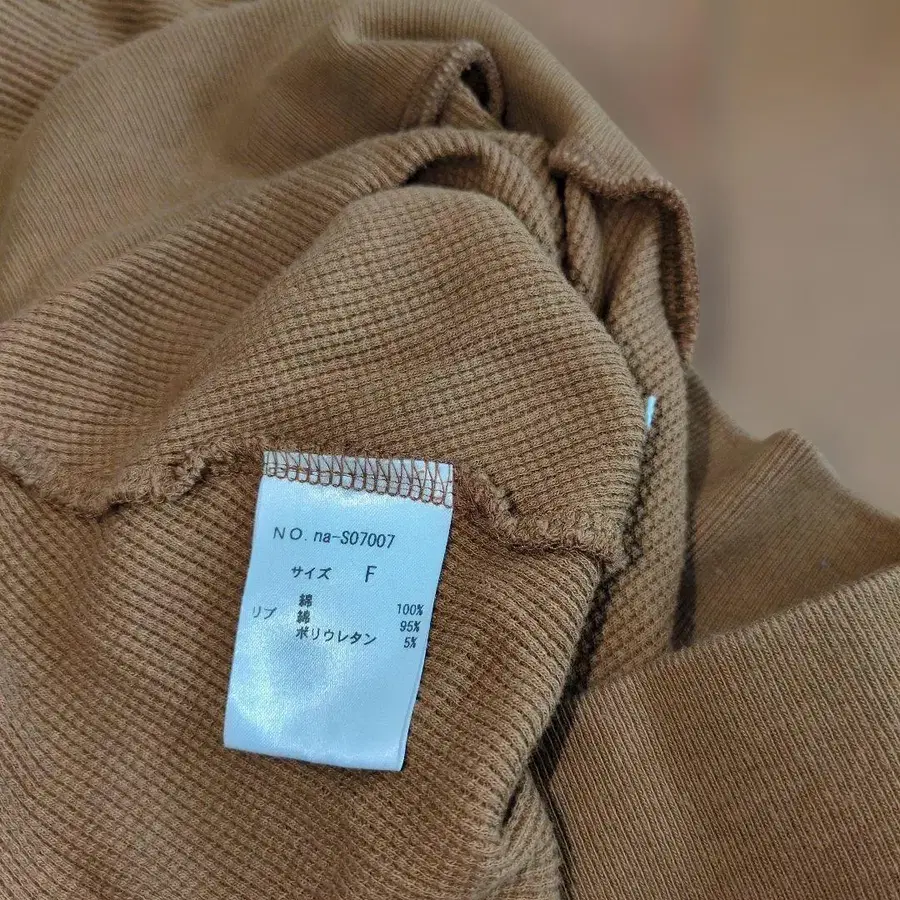 NO. na-S07007
サイズ F
綿 100%
リブ 綿 95%
ポリウレタン 5%